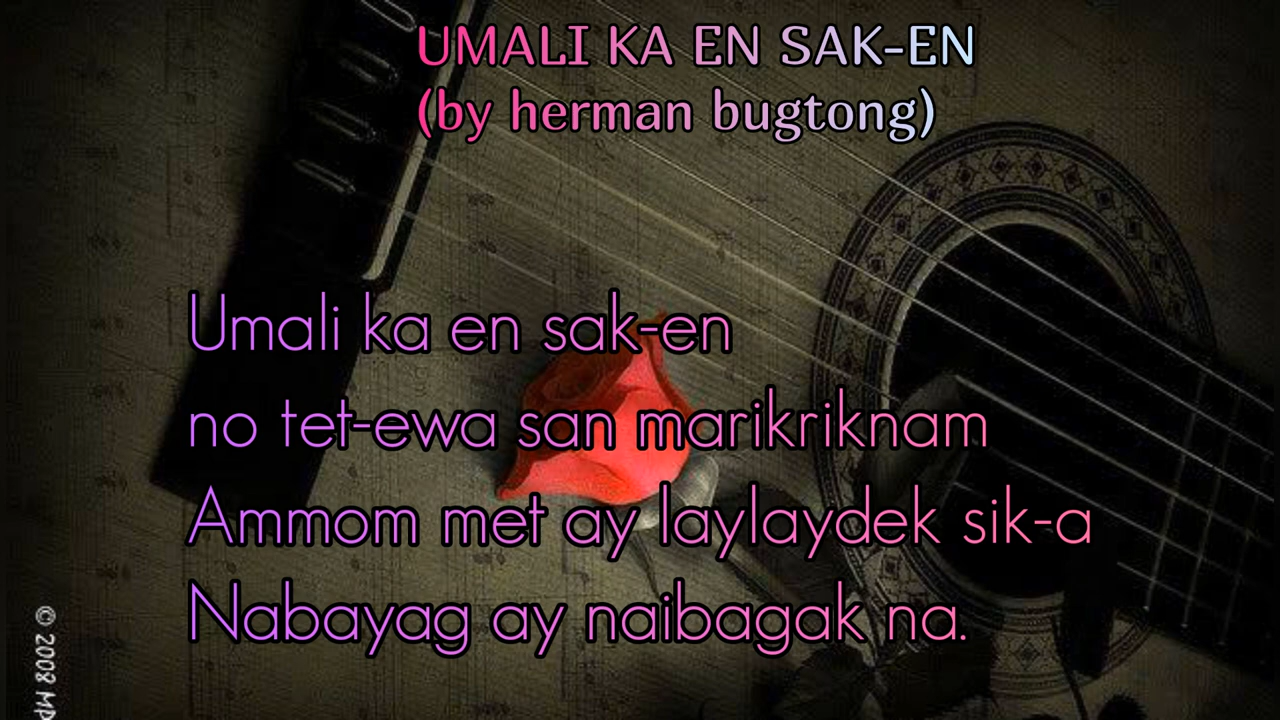 UMALI KA EN SAK-EN
(by herman bugtong)
Umali ka en sak-en
no tet-ewa san marikriknam
Ammom met ay laylaydek sik-a
Nabayag ay naibagak na.
© 2008